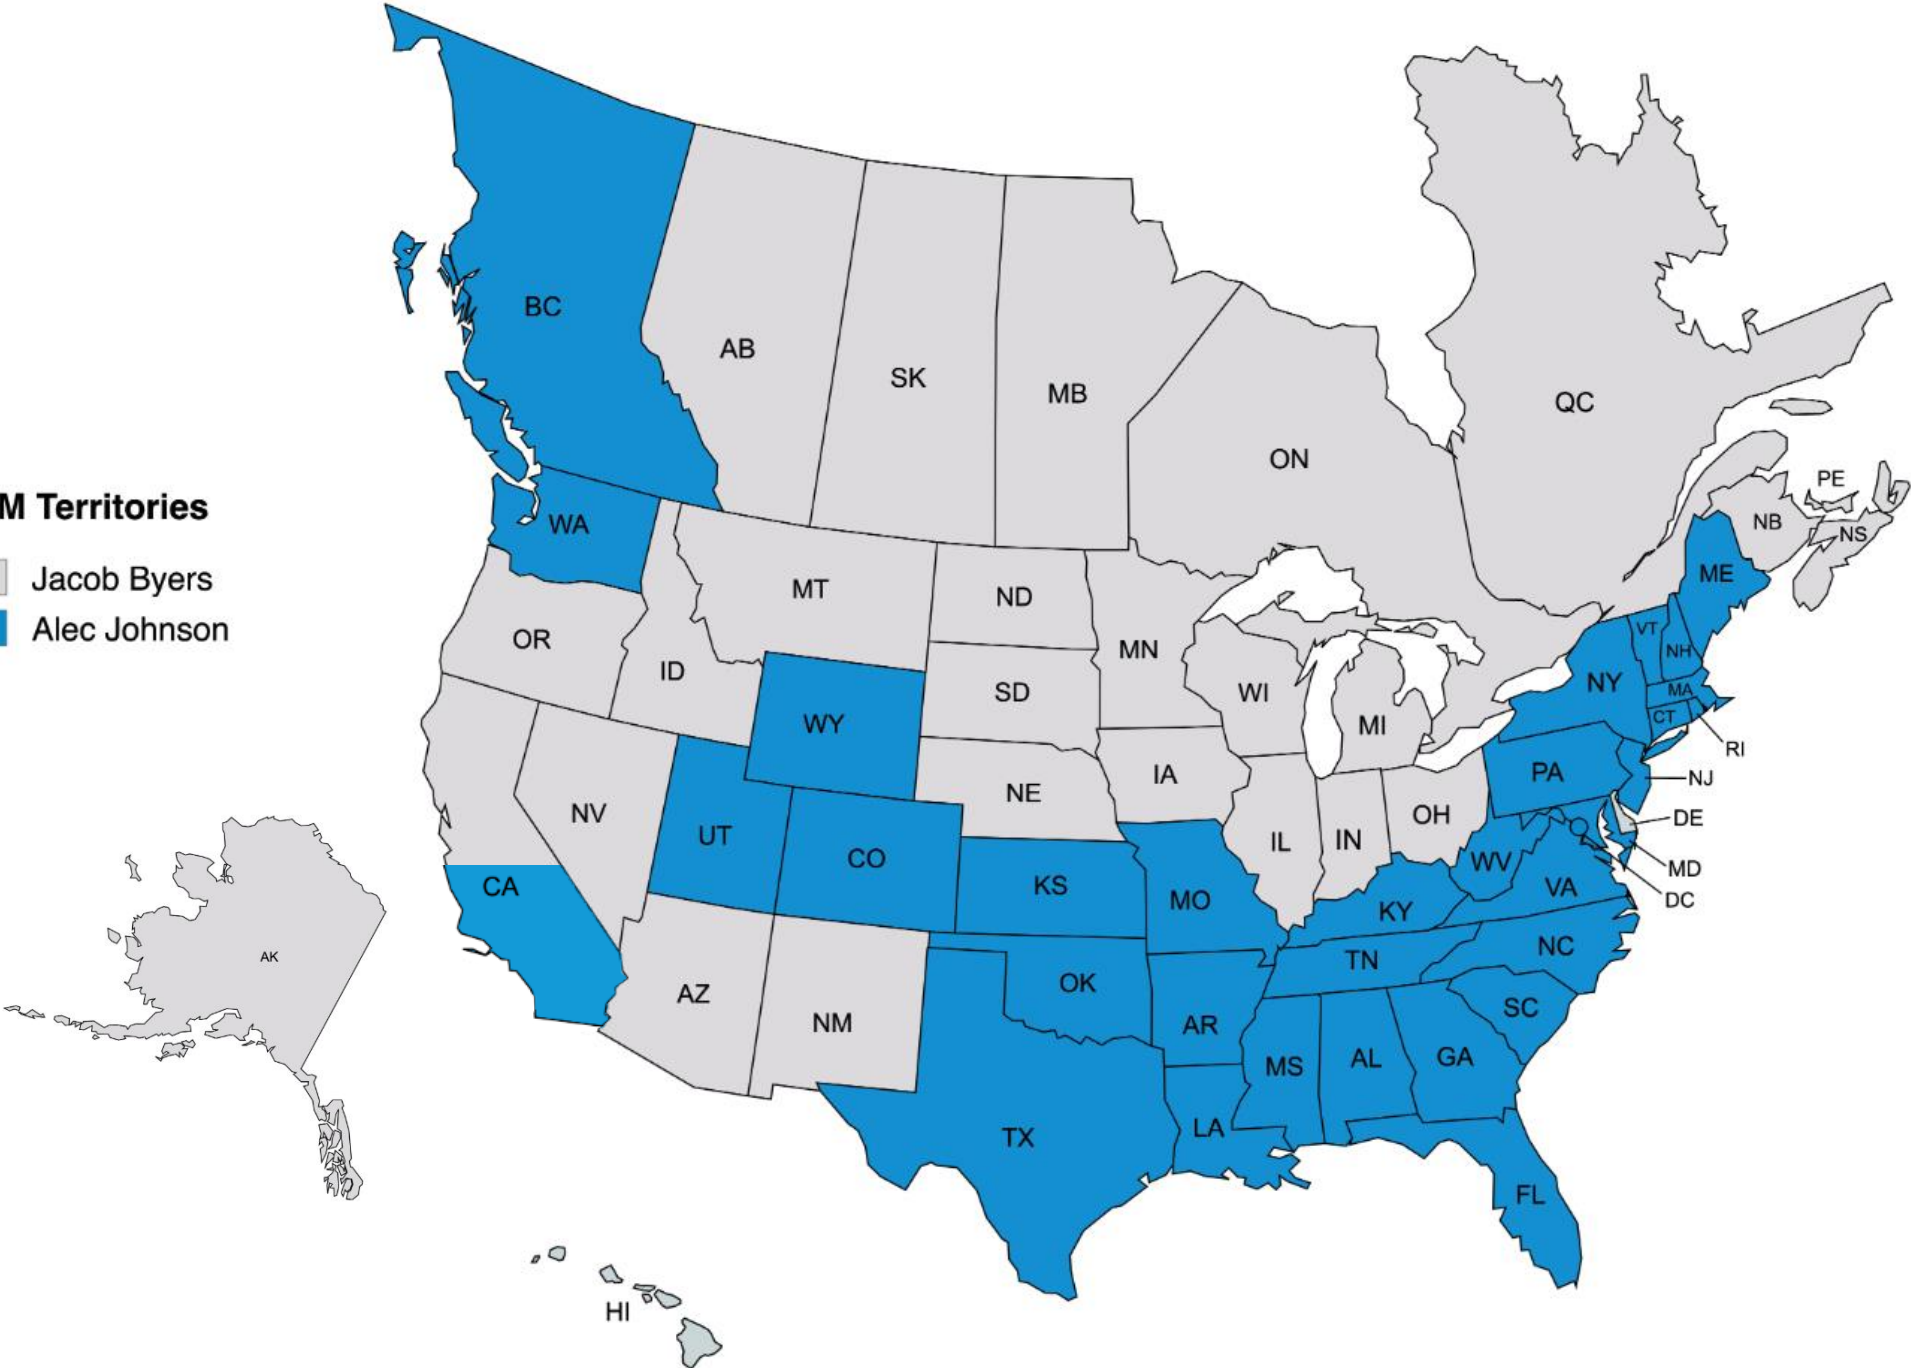 M Territories
Jacob Byers
Alec Johnson
BC
AB
SK
MB
ON
QC
PE
NB
NS
WA
MT
ND
MN
ME
OR
ID
SD
WI
MI
VT
NH
NY
MA
CT
RI
WY
NE
IA
PA
NJ
NV
UT
CO
IL
IN
OH
DE
WV
MD
DC
VA
CA
KS
MO
KY
AK
AZ
NM
OK
TN
NC
AR
SC
MS
AL
GA
TX
LA
FL
HI